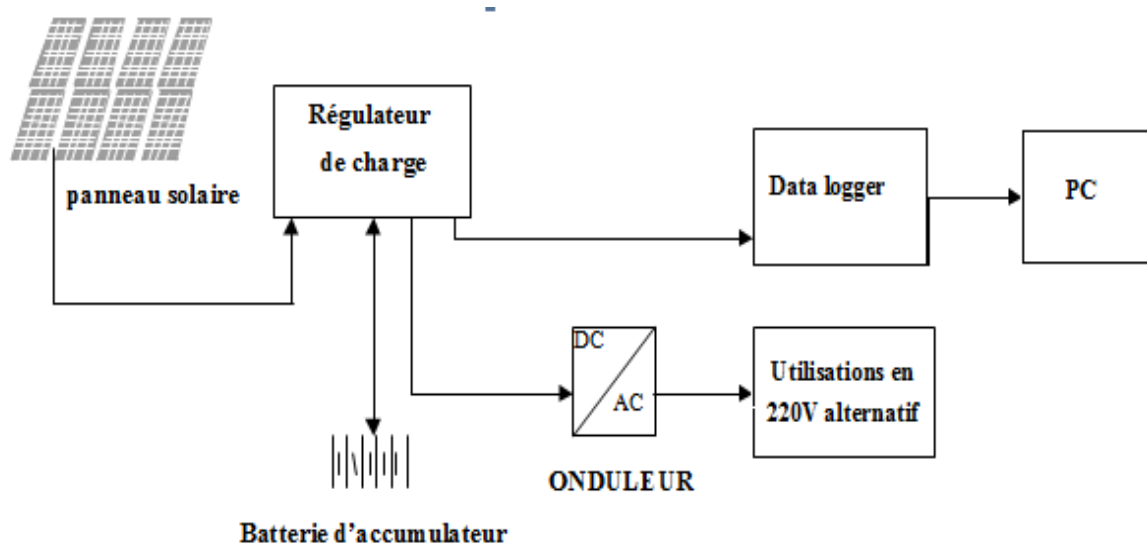 Régulateur
de charge
panneau solaire
Data logger
PC
DC
AC
Utilisations en
220V alternatif
ONDULEUR
Batterie d’accumulateur